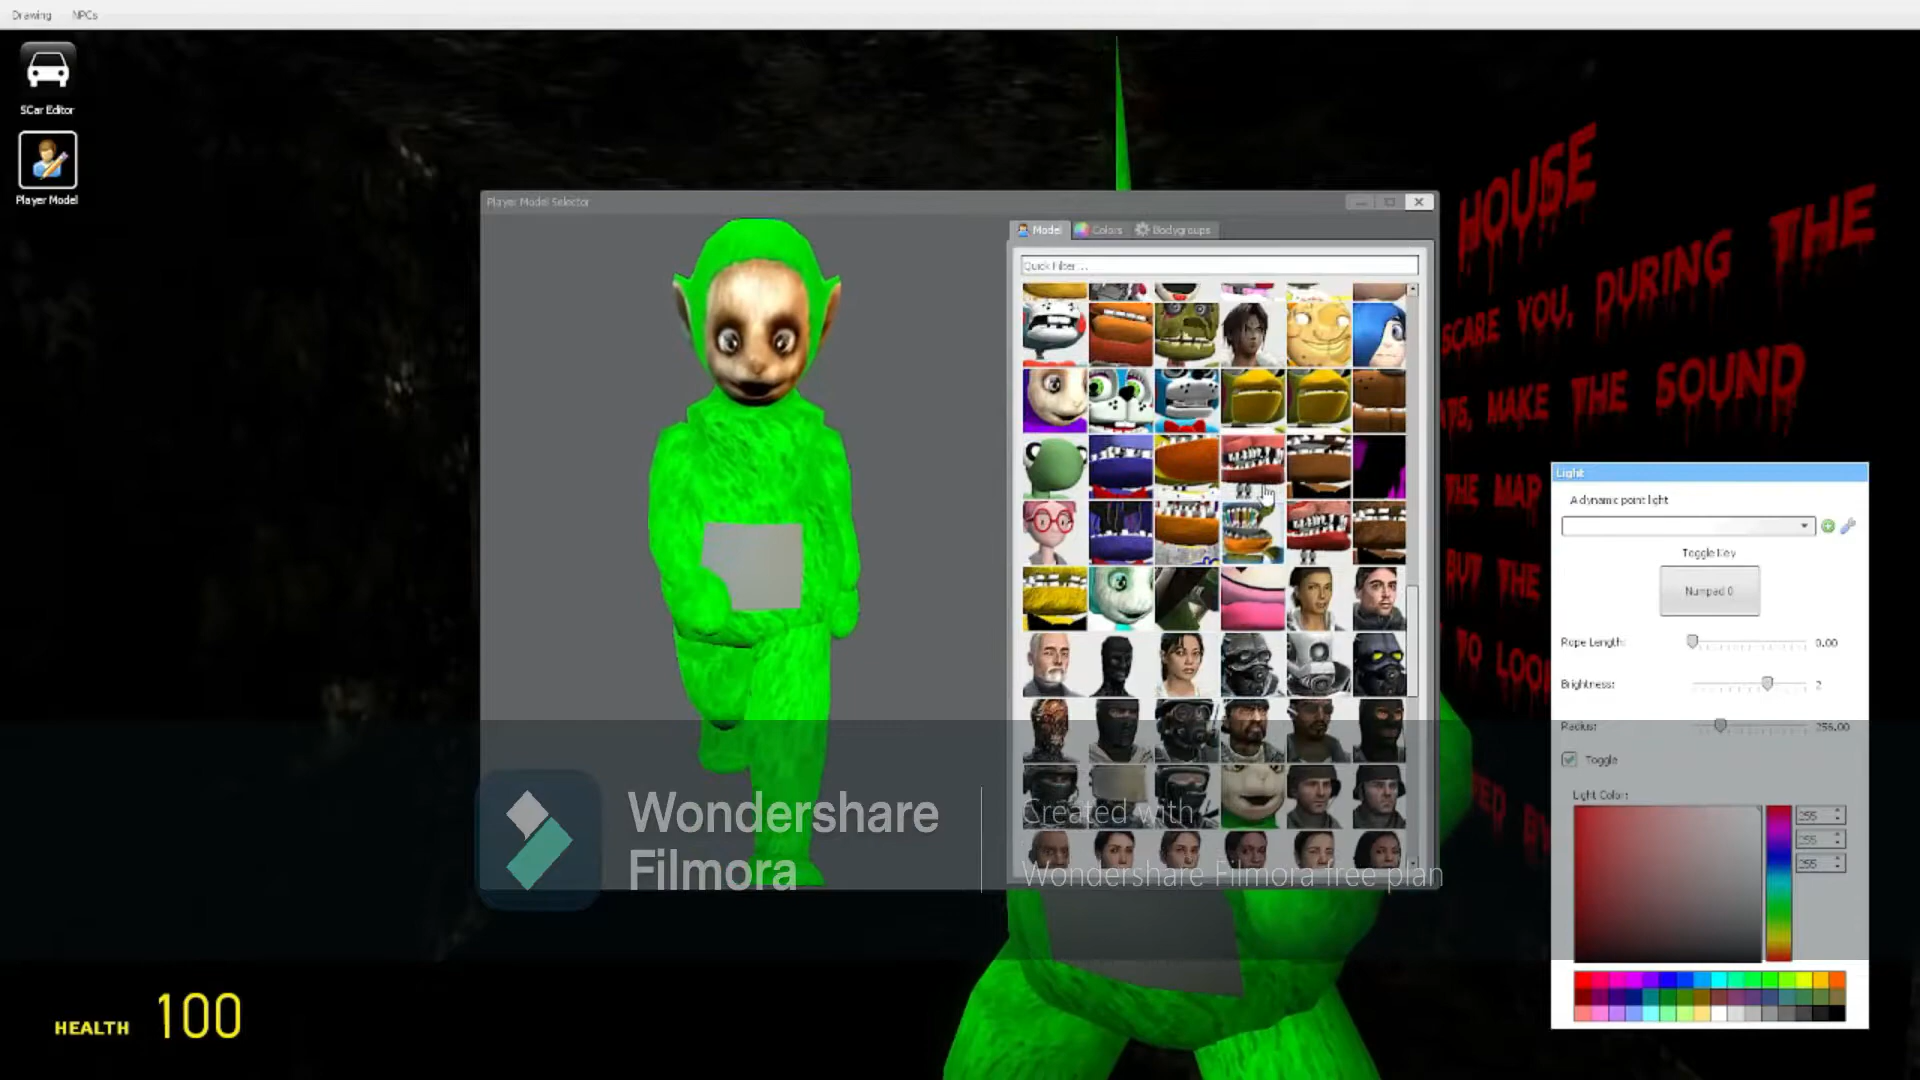 Drawing NPCs
SCar Editor
Player Model
Player Model Selector
Model Colors Bodygroups
Quick Filter...
HOUSE
SCARE YOU, DURING THE
MAKE THE SOUND
THE MAP
BUT THE
TO
BY
Light
A dynamic point light
Toggle Key
Numpad 0
Rope Length: 0.00
Brightness: 2
Radius: 256.00
Toggle
Light Color:
255
255
255
Wondershare
Filmora
Created with
Wondershare Filmora free plan
HEALTH 100